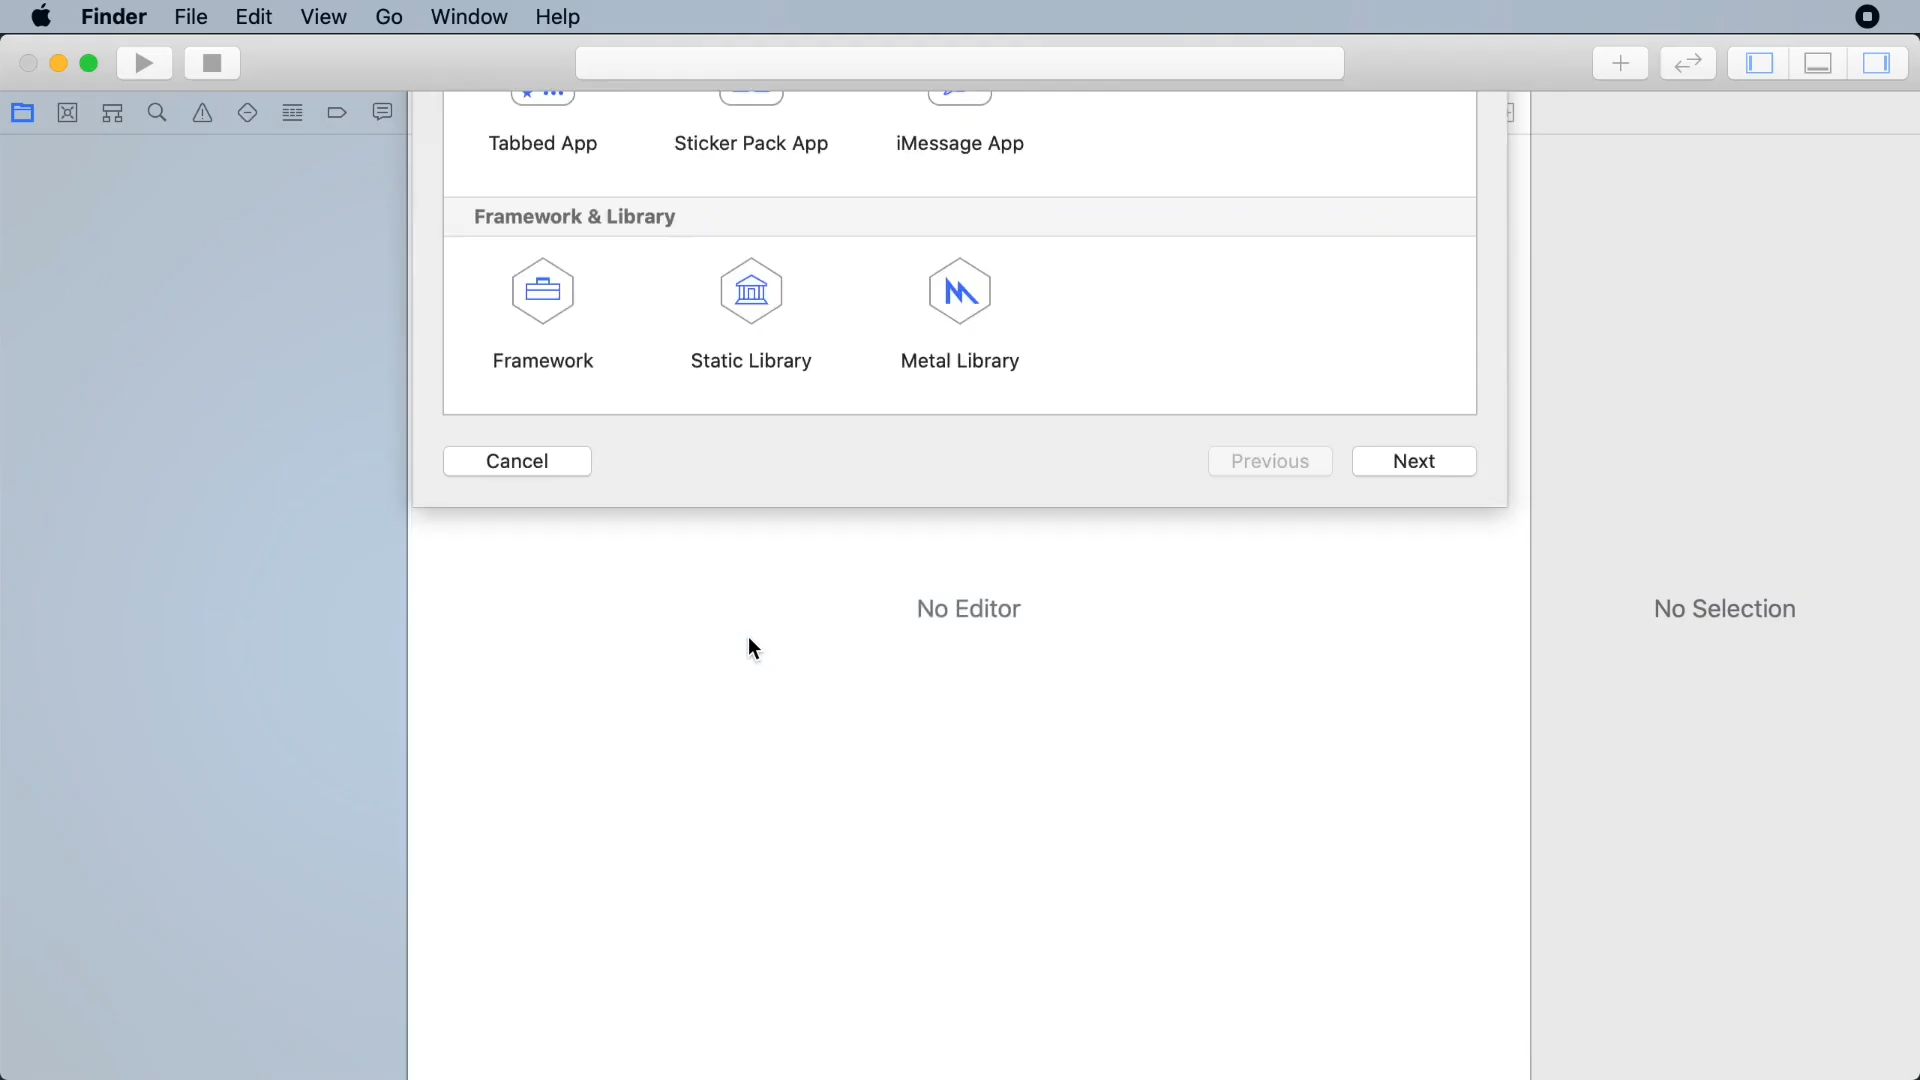 Finder File Edit View Go Window Help
Tabbed App Sticker Pack App iMessage App
Framework & Library
Framework Static Library Metal Library
Cancel Previous Next
No Editor No Selection